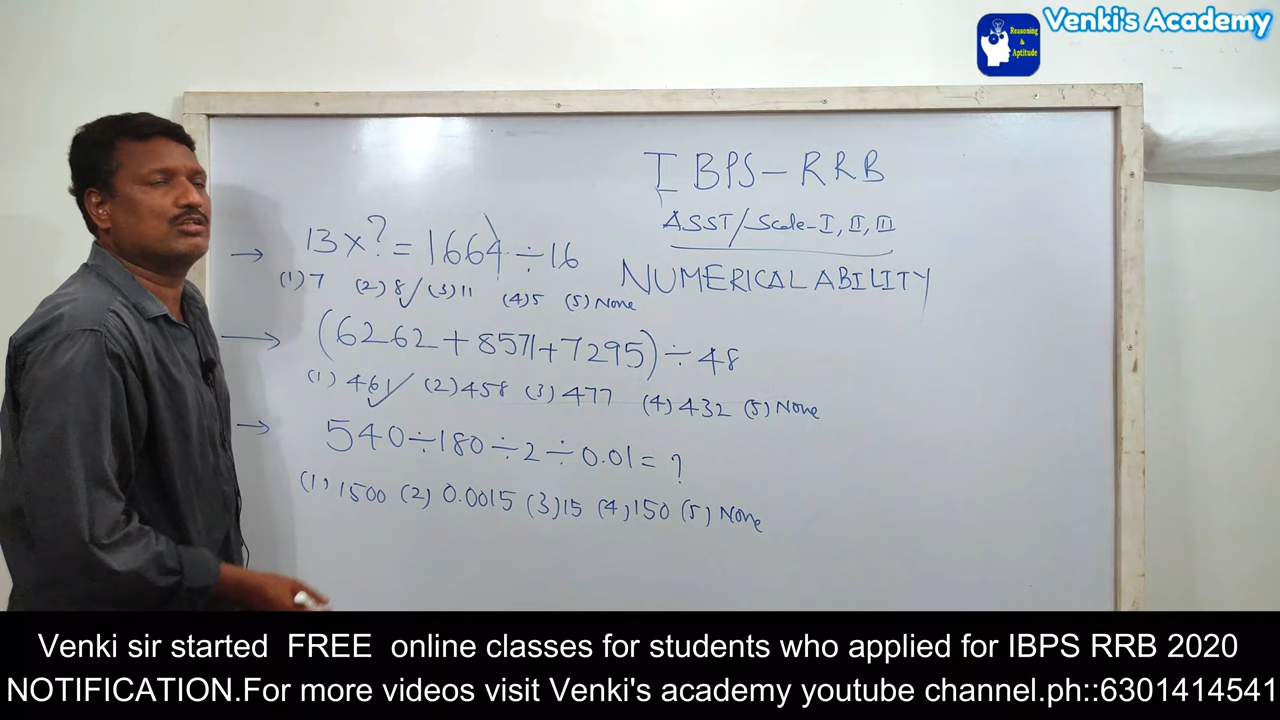 Venki's Academy
Reasoning
&
Aptitude
IBPS-RRB
ASST/Scale-I, II, III
NUMERICAL ABILITY
13 x ? = 1664 ÷ 16
(1) 7 (2) 8 (3) 11 (4) 5 (5) None
(6262 + 8571 + 7295) ÷ 48
(1) 461 (2) 458 (3) 477 (4) 432 (5) None
540 ÷ 180 ÷ 2 ÷ 0.01 = ?
(1) 1500 (2) 0.0015 (3) 15 (4) 150 (5) None
Venki sir started FREE online classes for students who applied for IBPS RRB 2020
NOTIFICATION.For more videos visit Venki's academy youtube channel.ph::6301414541